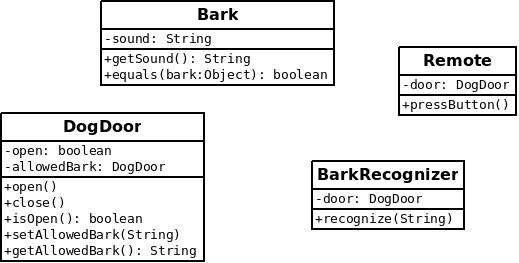 Bark
-sound: String
+getSound(): String
+equals(bark:Object): boolean
Remote
-door: DogDoor
+pressButton()
DogDoor
-open: boolean
-allowedBark: DogDoor
+open()
+close()
+isOpen(): boolean
+setAllowedBark(String)
+getAllowedBark(): String
BarkRecognizer
-door: DogDoor
+recognize(String)